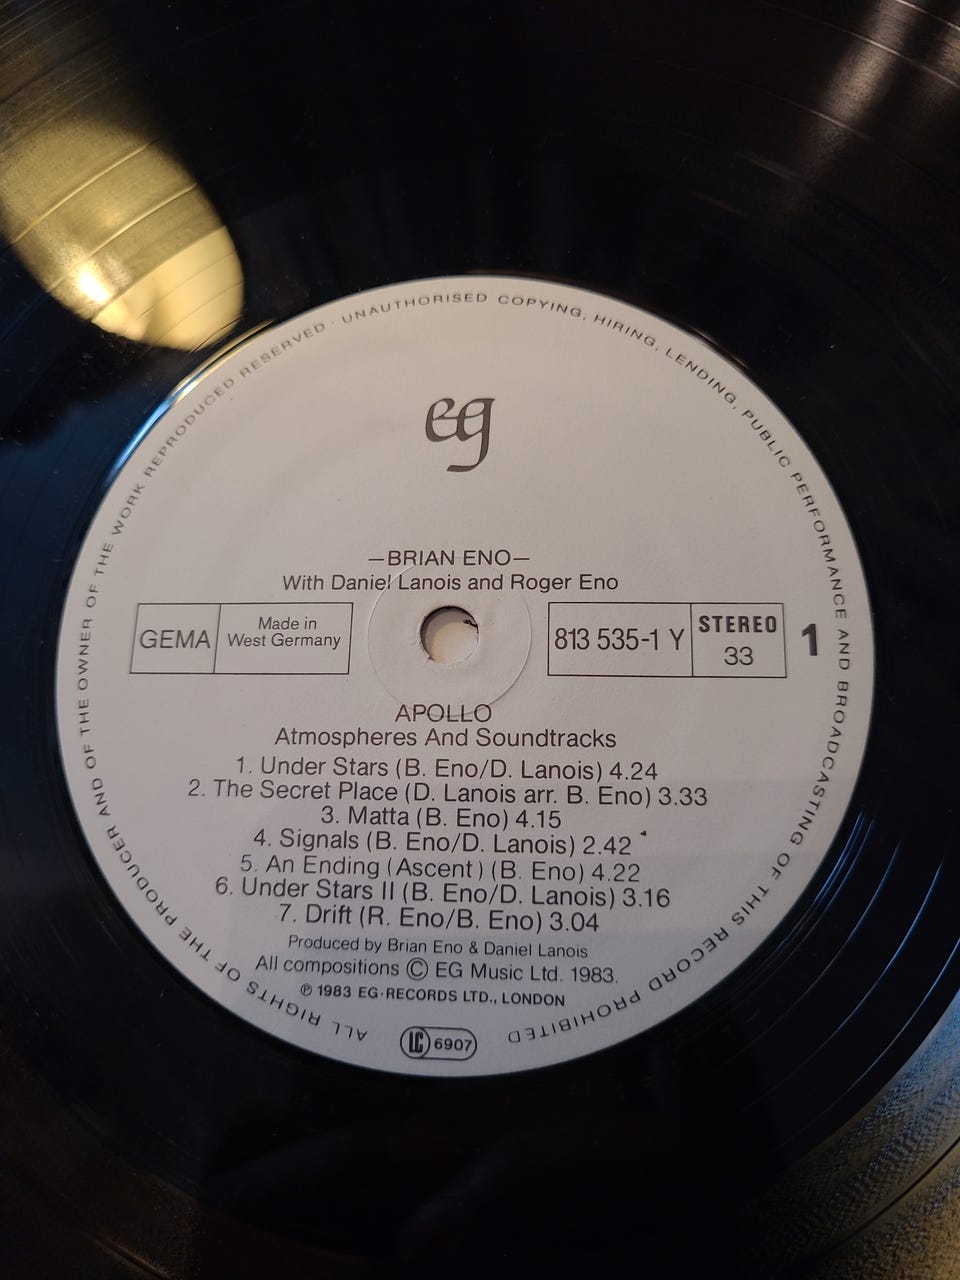 eg
—BRIAN ENO—
With Daniel Lanois and Roger Eno
GEMA
Made in
West Germany
813 535-1 Y
STEREO
33
1
APOLLO
Atmospheres And Soundtracks
1. Under Stars (B. Eno/D. Lanois) 4.24
2. The Secret Place (D. Lanois arr. B. Eno) 3.33
3. Matta (B. Eno) 4.15
4. Signals (B. Eno/D. Lanois) 2.42
5. An Ending (Ascent) (B. Eno) 4.22
6. Under Stars II (B. Eno/D. Lanois) 3.16
7. Drift (R. Eno/B. Eno) 3.04
Produced by Brian Eno & Daniel Lanois
All compositions © EG Music Ltd. 1983.
℗ 1983 EG·RECORDS LTD., LONDON
LC 6907
ALL RIGHTS OF THE PRODUCER AND OF THE OWNER OF THE WORK REPRODUCED RESERVED · UNAUTHORISED COPYING, HIRING, LENDING, PUBLIC PERFORMANCE AND BROADCASTING OF THIS RECORD PROHIBITED